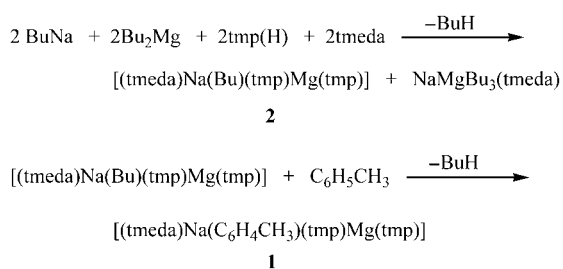 2 BuNa + 2Bu₂Mg + 2tmp(H) + 2tmeda –BuH
[(tmeda)Na(Bu)(tmp)Mg(tmp)] + NaMgBu₃(tmeda)
2
[(tmeda)Na(Bu)(tmp)Mg(tmp)] + C₆H₅CH₃ –BuH
[(tmeda)Na(C₆H₄CH₃)(tmp)Mg(tmp)]
1